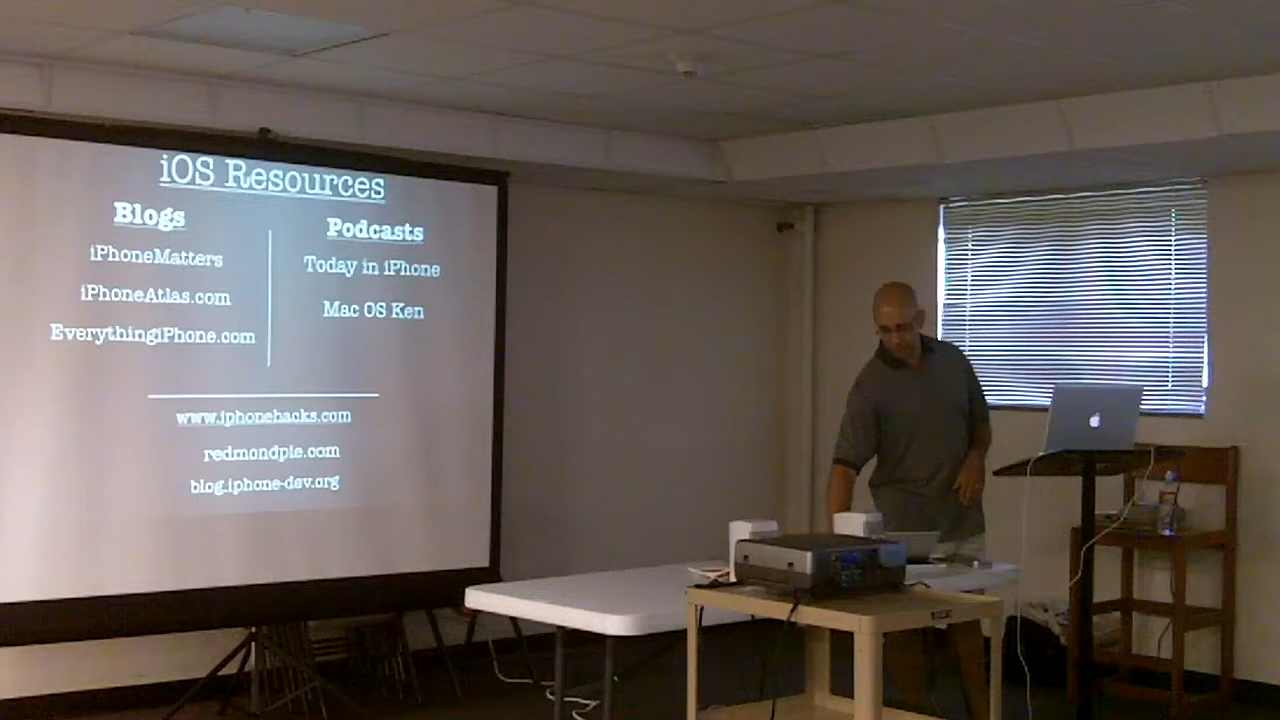 iOS Resources
Blogs
iPhoneMatters
iPhoneAtlas.com
EverythingiPhone.com
Podcasts
Today in iPhone
Mac OS Ken
www.iphonehacks.com
redmondpie.com
blog.iphone-dev.org